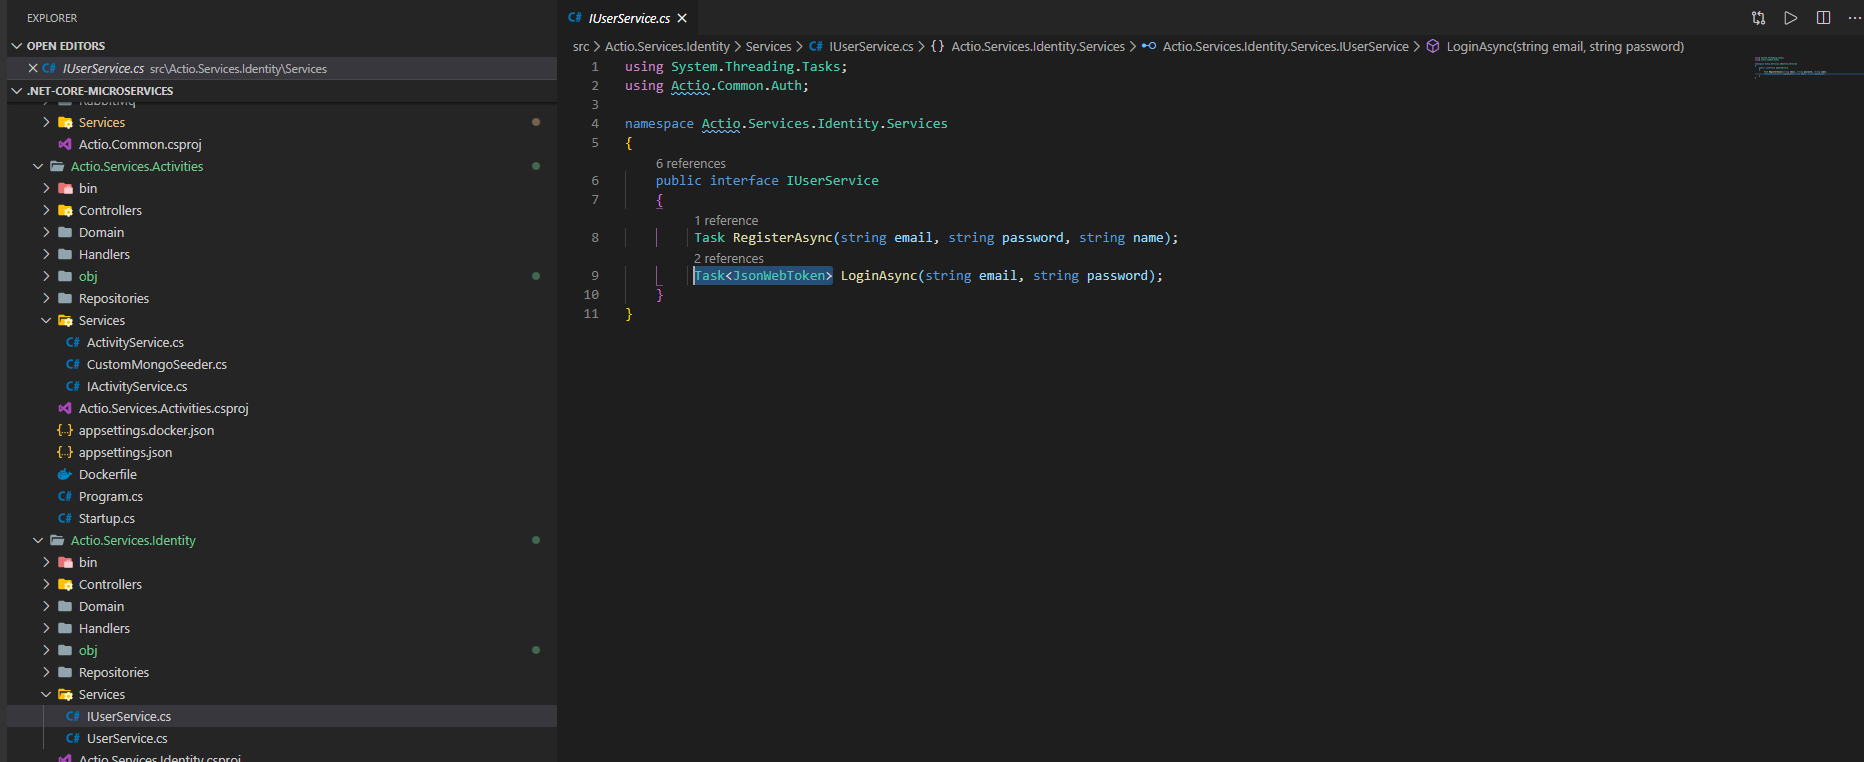 EXPLORER
OPEN EDITORS
C# IUserService.cs src\Actio.Services.Identity\Services
.NET-CORE-MICROSERVICES
RabbitMq
Services
Actio.Common.csproj
Actio.Services.Activities
bin
Controllers
Domain
Handlers
obj
Repositories
Services
C# ActivityService.cs
C# CustomMongoSeeder.cs
C# IActivityService.cs
Actio.Services.Activities.csproj
{..} appsettings.docker.json
{..} appsettings.json
Dockerfile
C# Program.cs
C# Startup.cs
Actio.Services.Identity
bin
Controllers
Domain
Handlers
obj
Repositories
Services
C# IUserService.cs
C# UserService.cs
Actio.Services.Identity.csproj
C# IUserService.cs
src > Actio.Services.Identity > Services > C# IUserService.cs > {} Actio.Services.Identity.Services > Actio.Services.Identity.Services.IUserService > LoginAsync(string email, string password)
1 using System.Threading.Tasks;
2 using Actio.Common.Auth;
3
4 namespace Actio.Services.Identity.Services
5 {
6 references
6 public interface IUserService
7 {
1 reference
8 Task RegisterAsync(string email, string password, string name);
2 references
9 Task<JsonWebToken> LoginAsync(string email, string password);
10 }
11 }